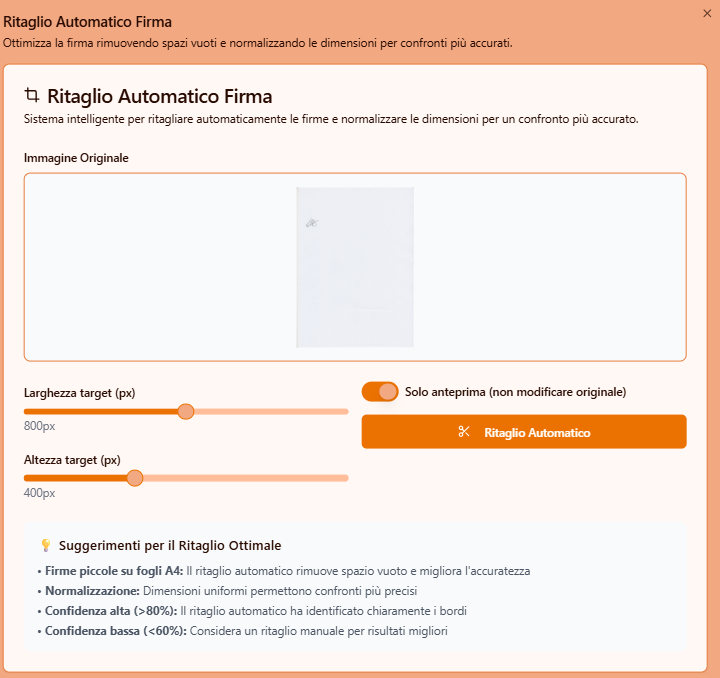 Ritaglio Automatico Firma
Ottimizza la firma rimuovendo spazi vuoti e normalizzando le dimensioni per confronti più accurati.
Ritaglio Automatico Firma
Sistema intelligente per ritagliare automaticamente le firme e normalizzare le dimensioni per un confronto più accurato.
Immagine Originale
Larghezza target (px)
800px
Altezza target (px)
400px
Solo anteprima (non modificare originale)
Ritaglio Automatico
Suggerimenti per il Ritaglio Ottimale
• Firme piccole su fogli A4: Il ritaglio automatico rimuove spazio vuoto e migliora l'accuratezza
• Normalizzazione: Dimensioni uniformi permettono confronti più precisi
• Confidenza alta (>80%): Il ritaglio automatico ha identificato chiaramente i bordi
• Confidenza bassa (<60%): Considera un ritaglio manuale per risultati migliori